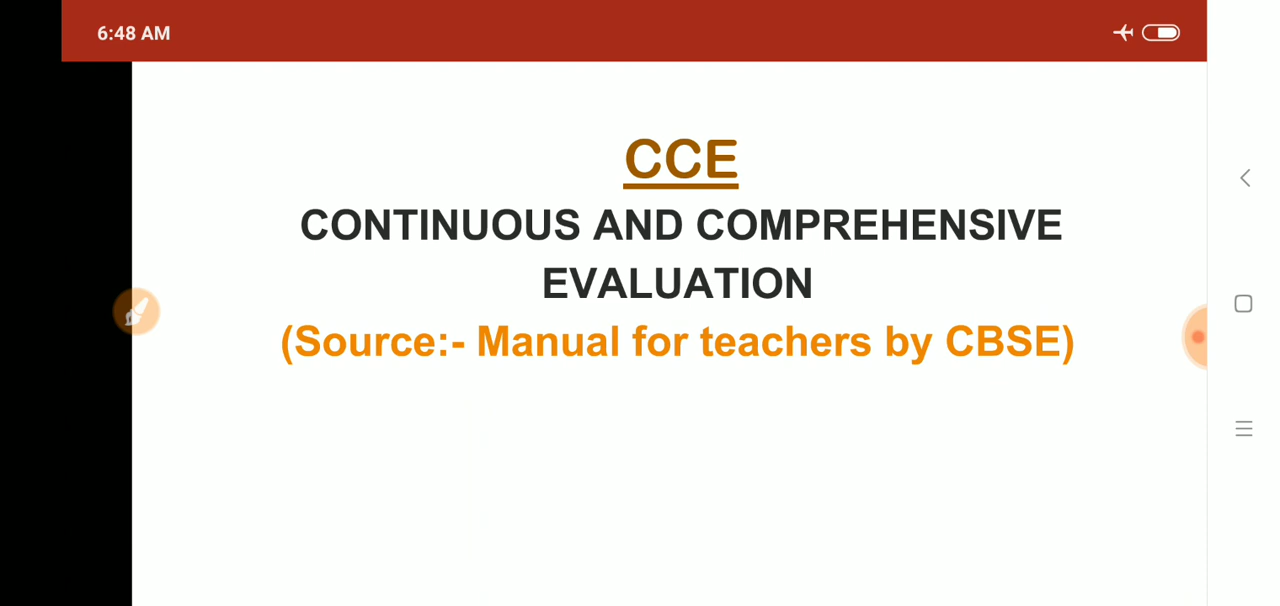 6:48 AM
CCE
CONTINUOUS AND COMPREHENSIVE
EVALUATION
(Source:- Manual for teachers by CBSE)